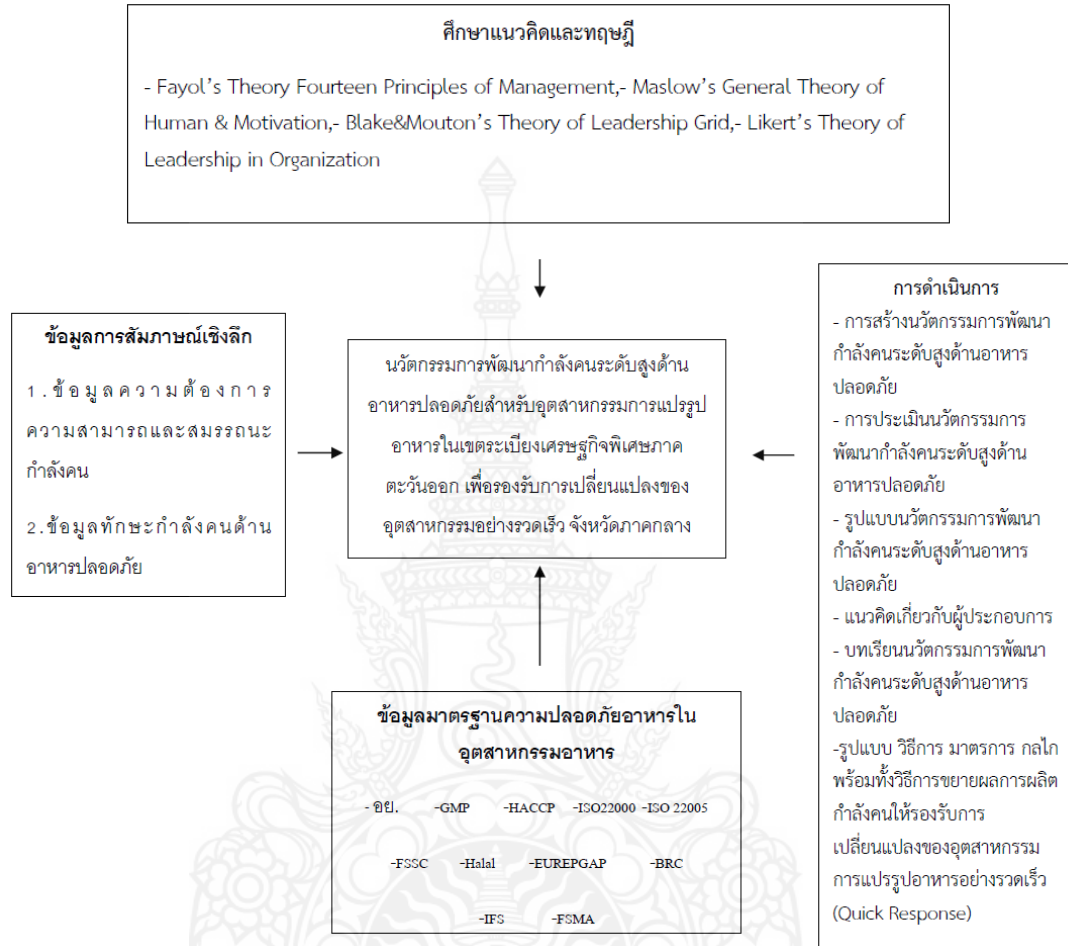 ศึกษาแนวคิดและทฤษฎี
- Fayol's Theory Fourteen Principles of Management,- Maslow's General Theory of
Human & Motivation,- Blake&Mouton's Theory of Leadership Grid,- Likert's Theory of
Leadership in Organization
ข้อมูลการสัมภาษณ์เชิงลึก
1.ข้อมูลความต้องการ
ความสามารถและสมรรถนะ
กำลังคน
2.ข้อมูลทักษะกำลังคนด้าน
อาหารปลอดภัย
นวัตกรรมการพัฒนากำลังคนระดับสูงด้าน
อาหารปลอดภัยสำหรับอุตสาหกรรมการแปรรูป
อาหารในเขตระเบียงเศรษฐกิจพิเศษภาค
ตะวันออก เพื่อรองรับการเปลี่ยนแปลงของ
อุตสาหกรรมอย่างรวดเร็ว จังหวัดภาคกลาง
การดำเนินการ
- การสร้างนวัตกรรมการพัฒนา
กำลังคนระดับสูงด้านอาหาร
ปลอดภัย
- การประเมินนวัตกรรมการ
พัฒนากำลังคนระดับสูงด้าน
อาหารปลอดภัย
- รูปแบบนวัตกรรมการพัฒนา
กำลังคนระดับสูงด้านอาหาร
ปลอดภัย
- แนวคิดเกี่ยวกับผู้ประกอบการ
- บทเรียนนวัตกรรมการพัฒนา
กำลังคนระดับสูงด้านอาหาร
ปลอดภัย
-รูปแบบ วิธีการ มาตรการ กลไก
พร้อมทั้งวิธีการขยายผลการผลิต
กำลังคนให้รองรับการ
เปลี่ยนแปลงของอุตสาหกรรม
การแปรรูปอาหารอย่างรวดเร็ว
(Quick Response)
ข้อมูลมาตรฐานความปลอดภัยอาหารใน
อุตสาหกรรมอาหาร
- อย. -GMP -HACCP -ISO22000 -ISO 22005
-FSSC -Halal -EUREPGAP -BRC
-IFS -FSMA